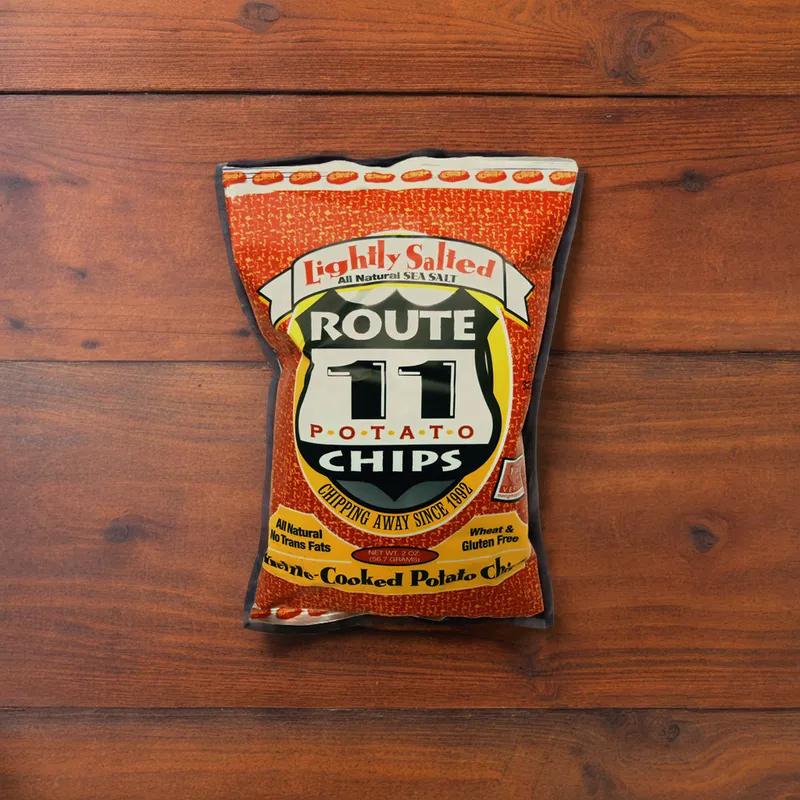 Lightly Salted
All Natural SEA SALT
ROUTE
11
P·O·T·A·T·O
CHIPS
CHIPPING AWAY SINCE 1992
All Natural
No Trans Fats
Wheat &
Gluten Free
NET WT. 2 OZ.
(56.7 GRAMS)
-Cooked Potato